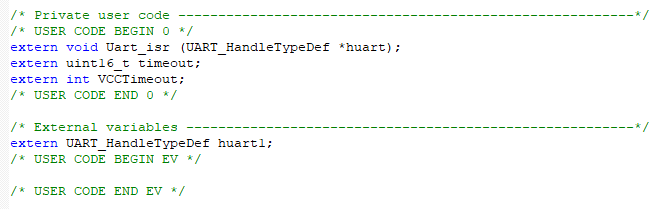 /* Private user code ---------------------------------------------------------*/
/* USER CODE BEGIN 0 */
extern void Uart_isr (UART_HandleTypeDef *huart);
extern uint16_t timeout;
extern int VCCTimeout;
/* USER CODE END 0 */
/* External variables --------------------------------------------------------*/
extern UART_HandleTypeDef huart1;
/* USER CODE BEGIN EV */
/* USER CODE END EV */